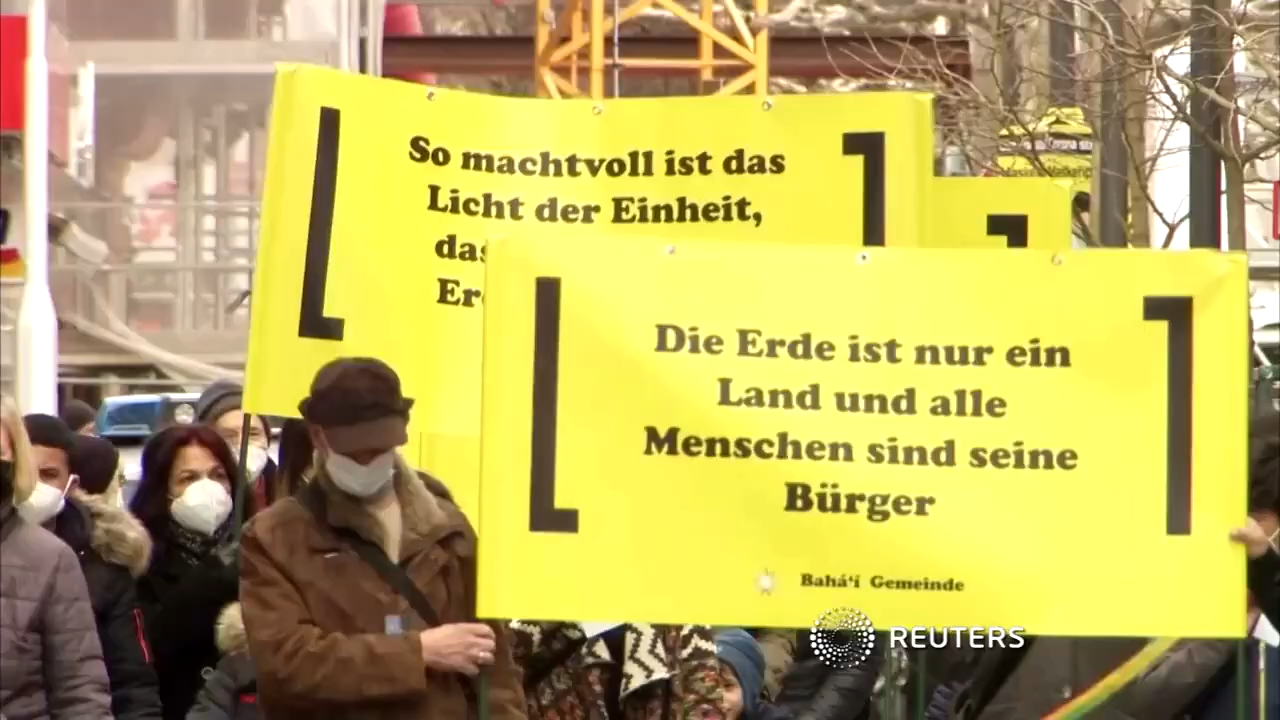 So machtvoll ist das
Licht der Einheit,
Die Erde ist nur ein
Land und alle
Menschen sind seine
Bürger
Bahá‘í Gemeinde
REUTERS